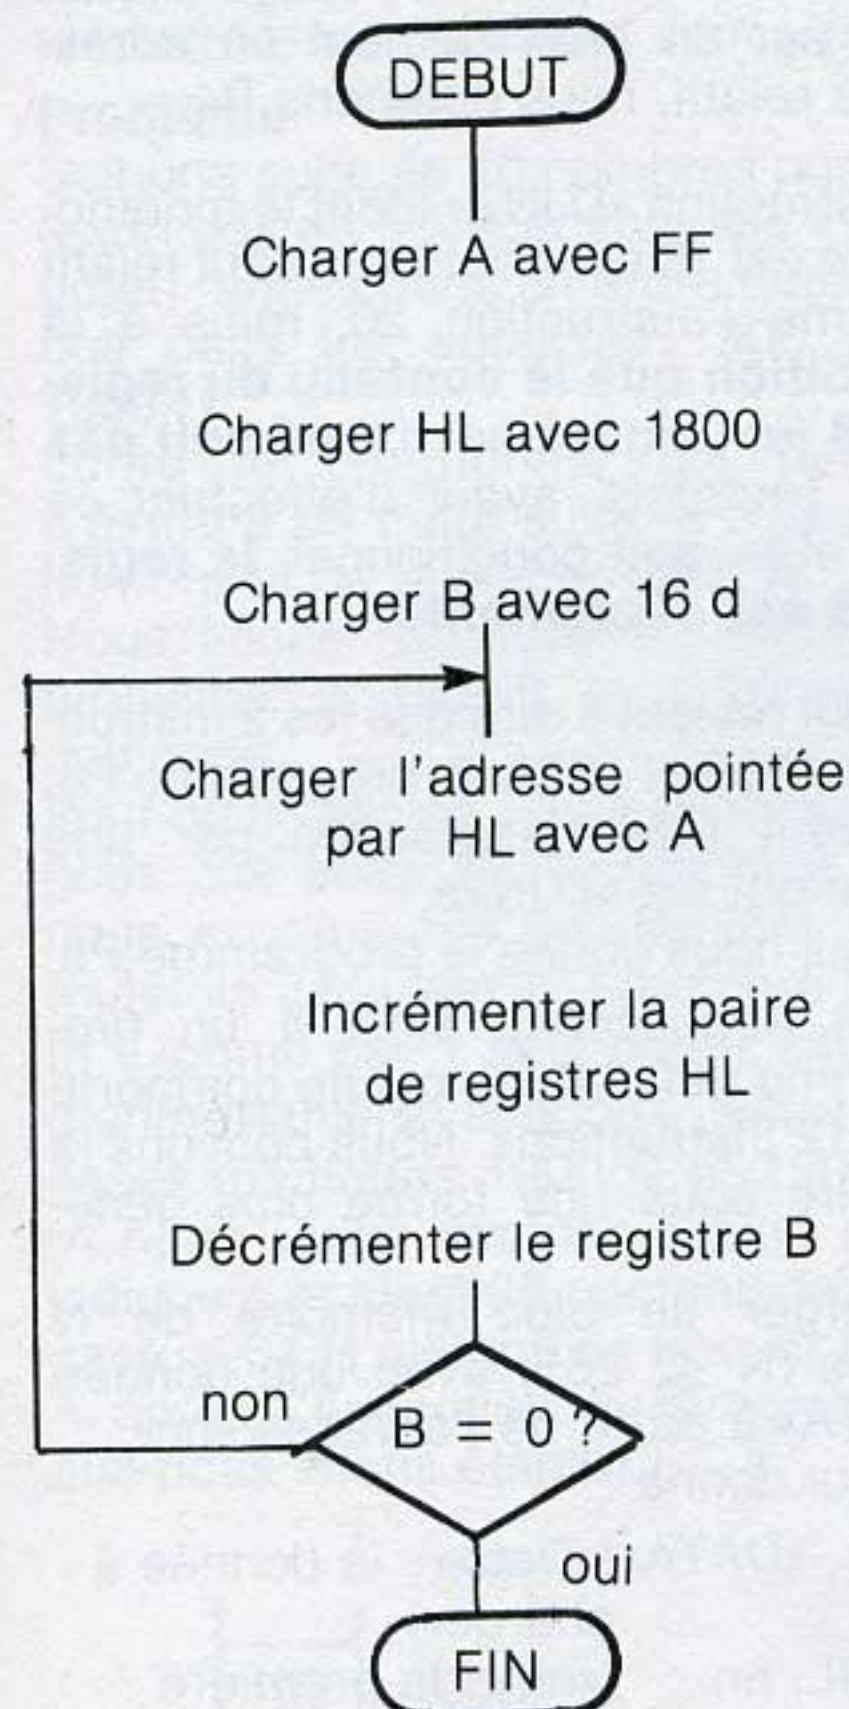 DEBUT
Charger A avec FF
Charger HL avec 1800
Charger B avec 16 d
Charger l'adresse pointée
par HL avec A
Incrémenter la paire
de registres HL
Décrémenter le registre B
non
B = 0 ?
oui
FIN